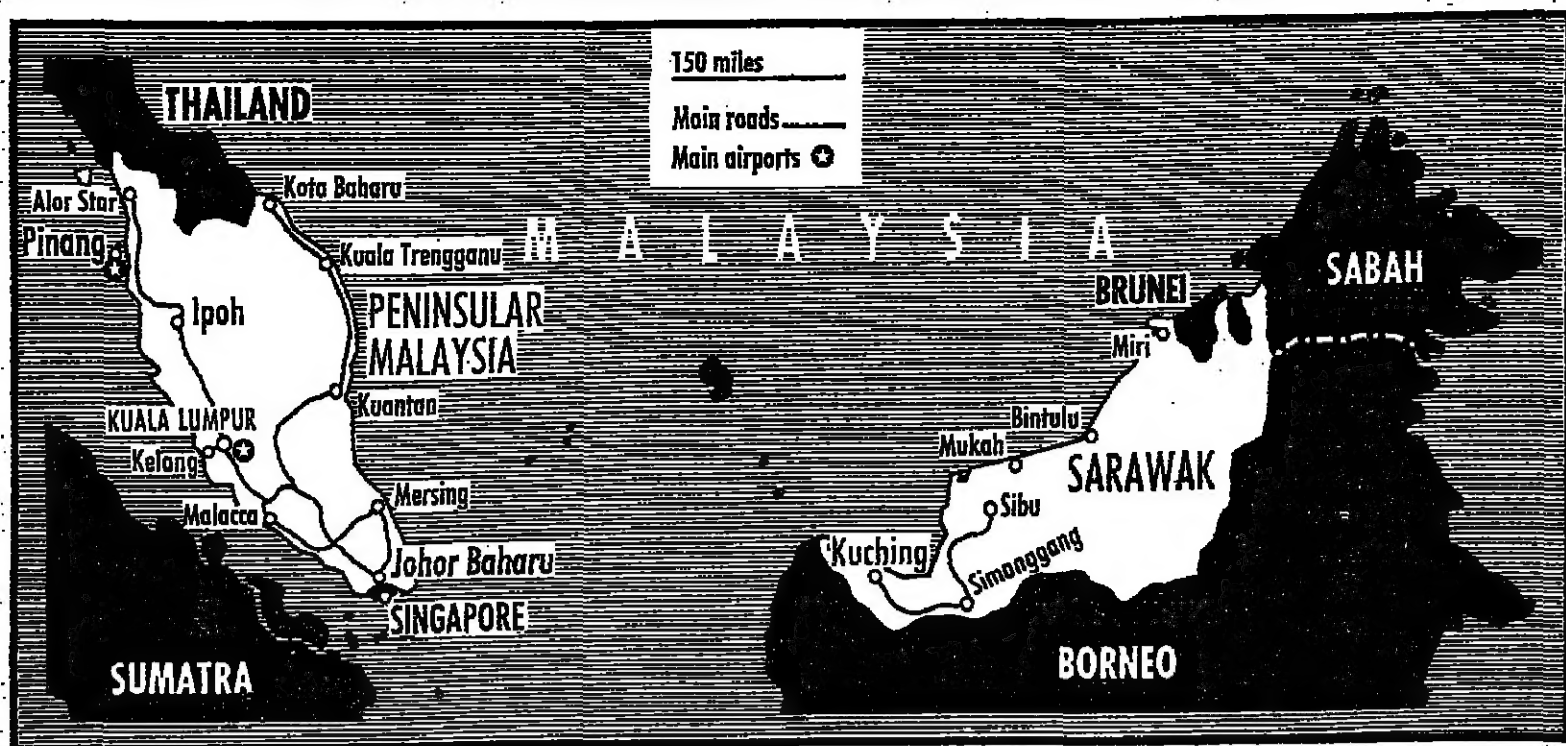 150 miles
Main roads
Main airports
THAILAND
Kota Baharu
Alor Star
Pinang
Kuala Trengganu
MALAYSIA
Ipoh
PENINSULAR
MALAYSIA
Kuantan
KUALA LUMPUR
Kelang
Malacca
Mersing
Johor Baharu
SINGAPORE
SUMATRA
SABAH
BRUNEI
Miri
Bintulu
Mukah
SARAWAK
Sibu
Kuching
Simanggang
BORNEO